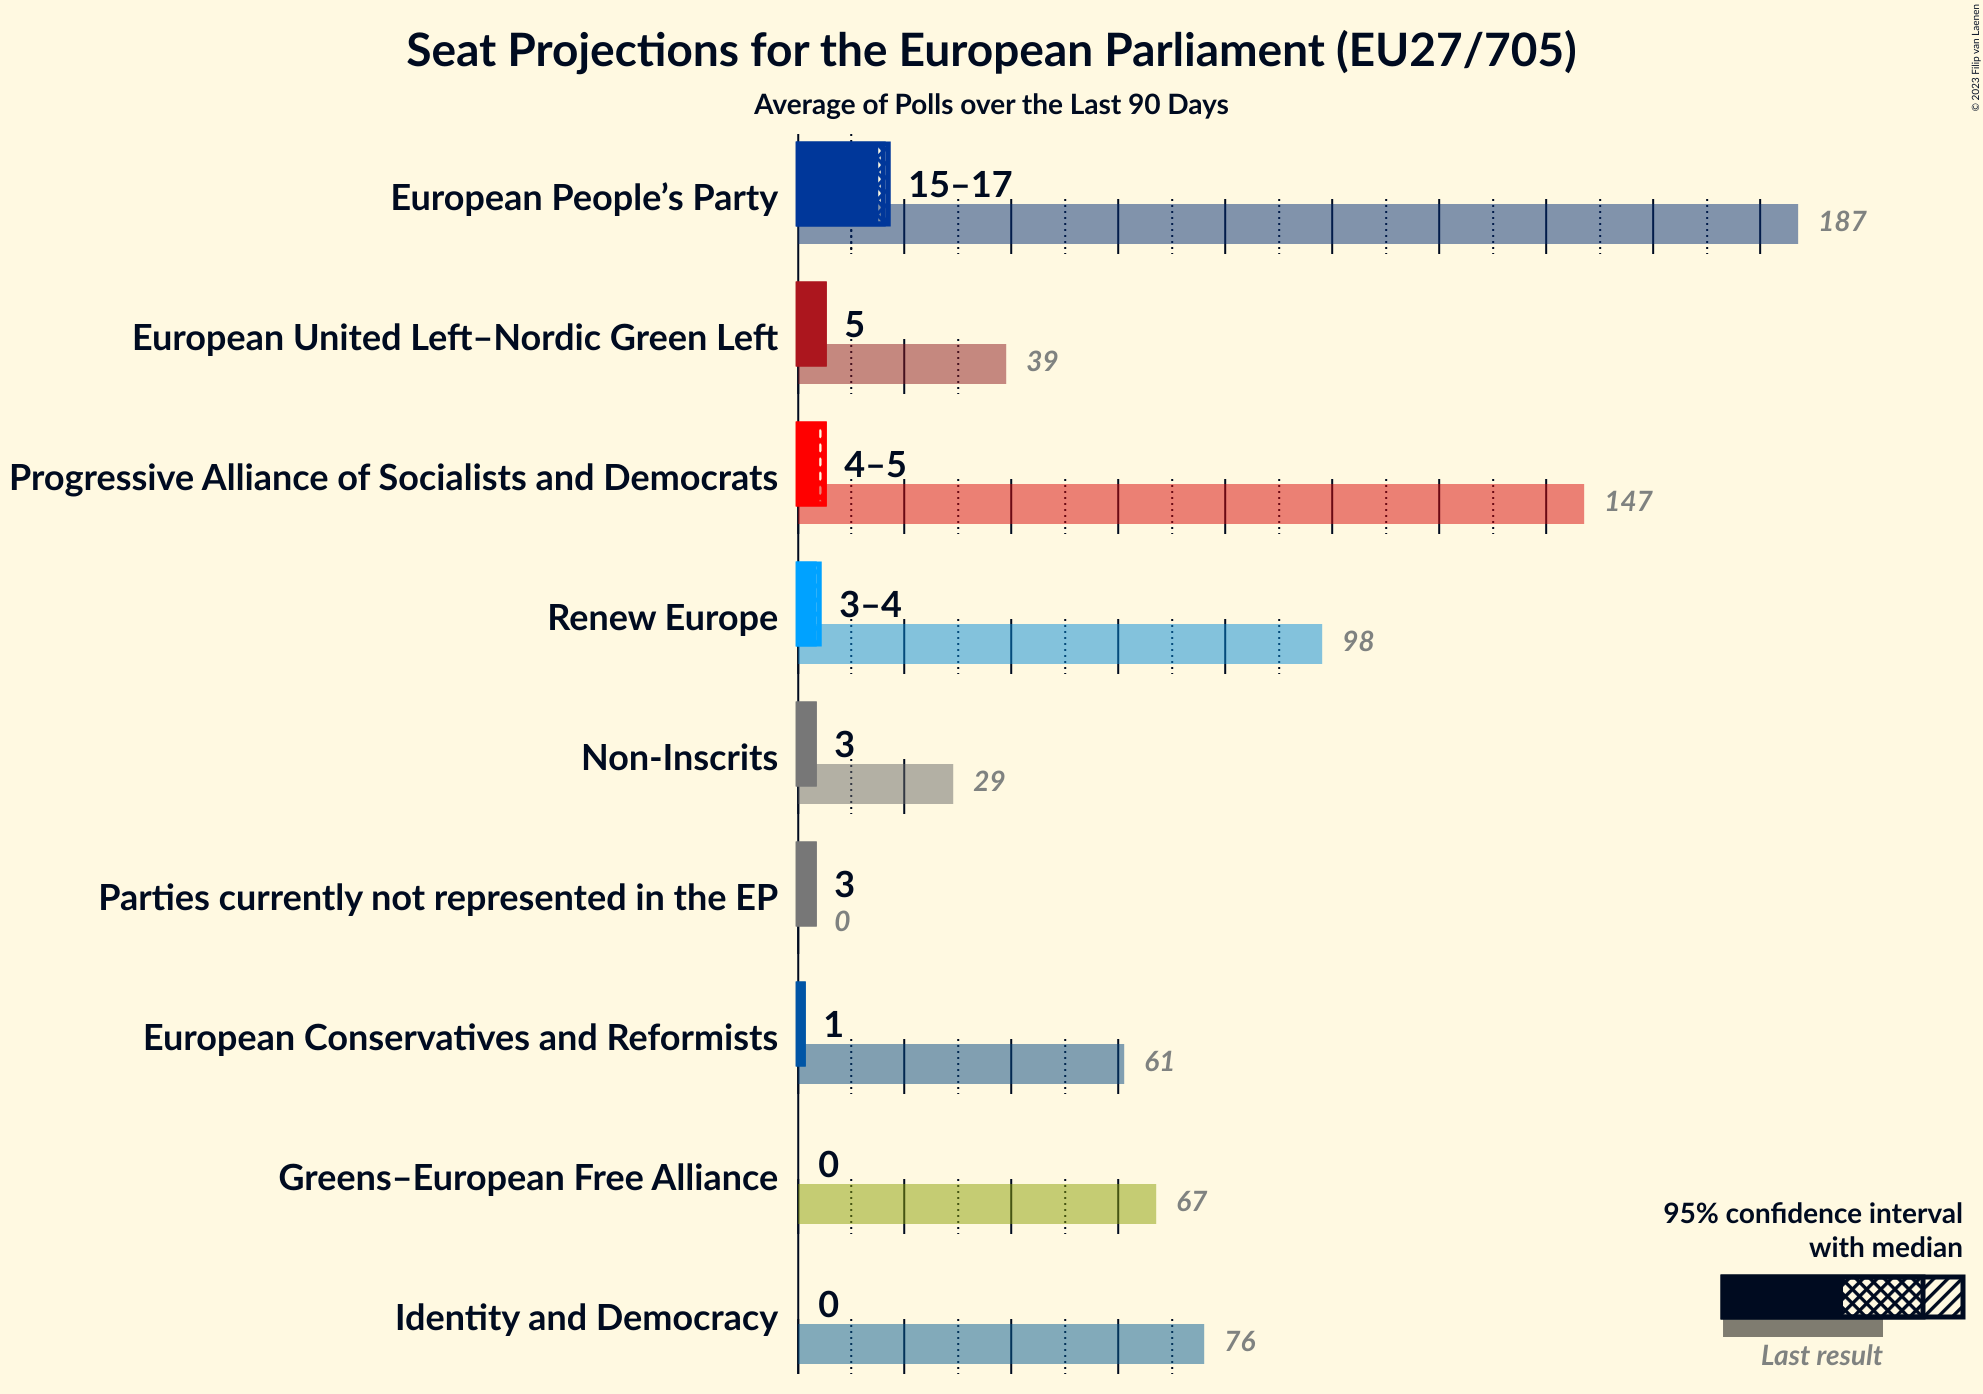 Seat Projections for the European Parliament (EU27/705)
Average of Polls over the Last 90 Days
© 2023 Filip van Laenen
European People’s Party
15–17
187
European United Left–Nordic Green Left
5
39
Progressive Alliance of Socialists and Democrats
4–5
147
Renew Europe
3–4
98
Non-Inscrits
3
29
Parties currently not represented in the EP
3
0
European Conservatives and Reformists
1
61
Greens–European Free Alliance
0
67
Identity and Democracy
0
76
95% confidence interval
with median
Last result